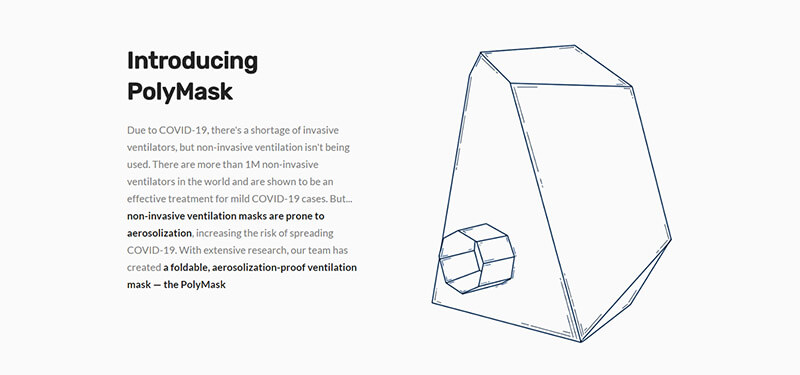 Introducing
PolyMask
Due to COVID-19, there's a shortage of invasive
ventilators, but non-invasive ventilation isn't being
used. There are more than 1M non-invasive
ventilators in the world and are shown to be an
effective treatment for mild COVID-19 cases. But...
non-invasive ventilation masks are prone to
aerosolization, increasing the risk of spreading
COVID-19. With extensive research, our team has
created a foldable, aerosolization-proof ventilation
mask — the PolyMask